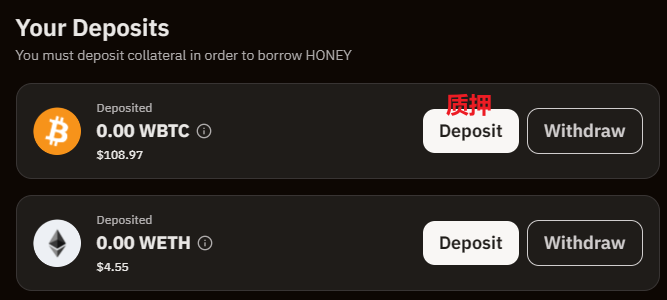 Your Deposits
You must deposit collateral in order to borrow HONEY
Deposited
0.00 WBTC
$108.97
质押
Deposit
Withdraw
Deposited
0.00 WETH
$4.55
Deposit
Withdraw